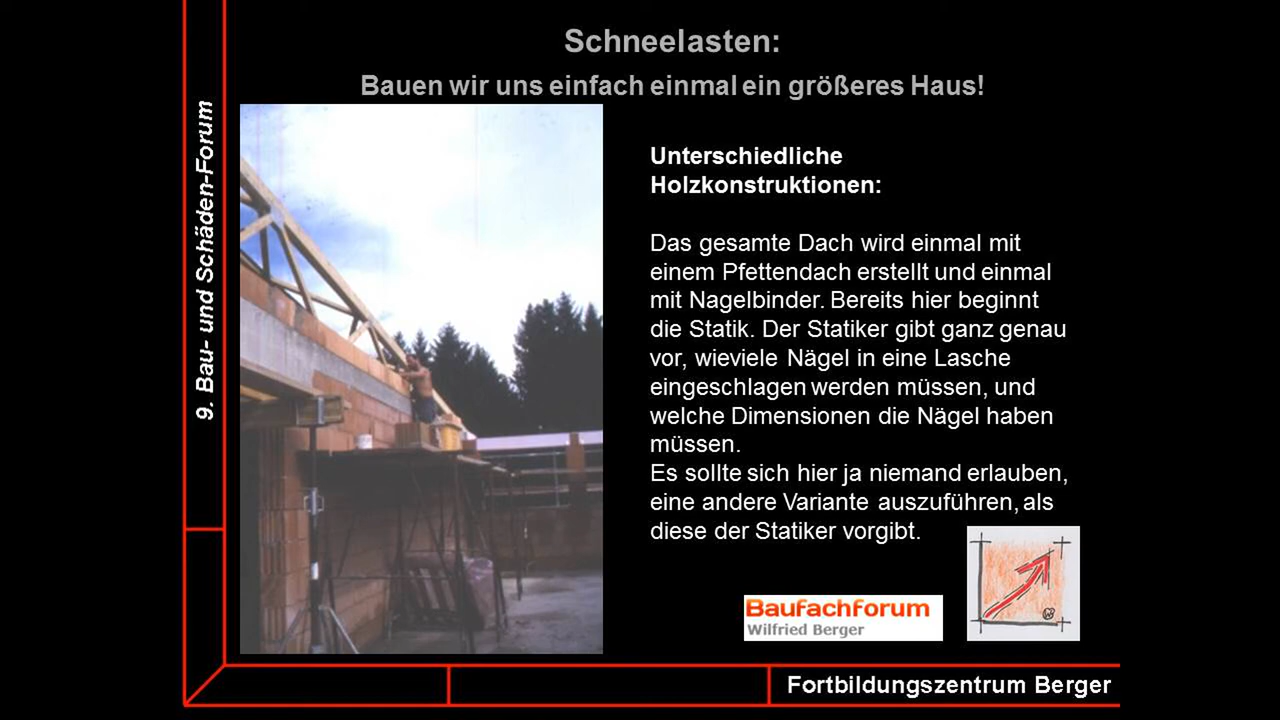 Schneelasten:
Bauen wir uns einfach einmal ein größeres Haus!
9. Bau- und Schäden-Forum
Unterschiedliche
Holzkonstruktionen:
Das gesamte Dach wird einmal mit
einem Pfettendach erstellt und einmal
mit Nagelbinder. Bereits hier beginnt
die Statik. Der Statiker gibt ganz genau
vor, wieviele Nägel in eine Lasche
eingeschlagen werden müssen, und
welche Dimensionen die Nägel haben
müssen.
Es sollte sich hier ja niemand erlauben,
eine andere Variante auszuführen, als
diese der Statiker vorgibt.
Baufachforum
Wilfried Berger
Fortbildungszentrum Berger